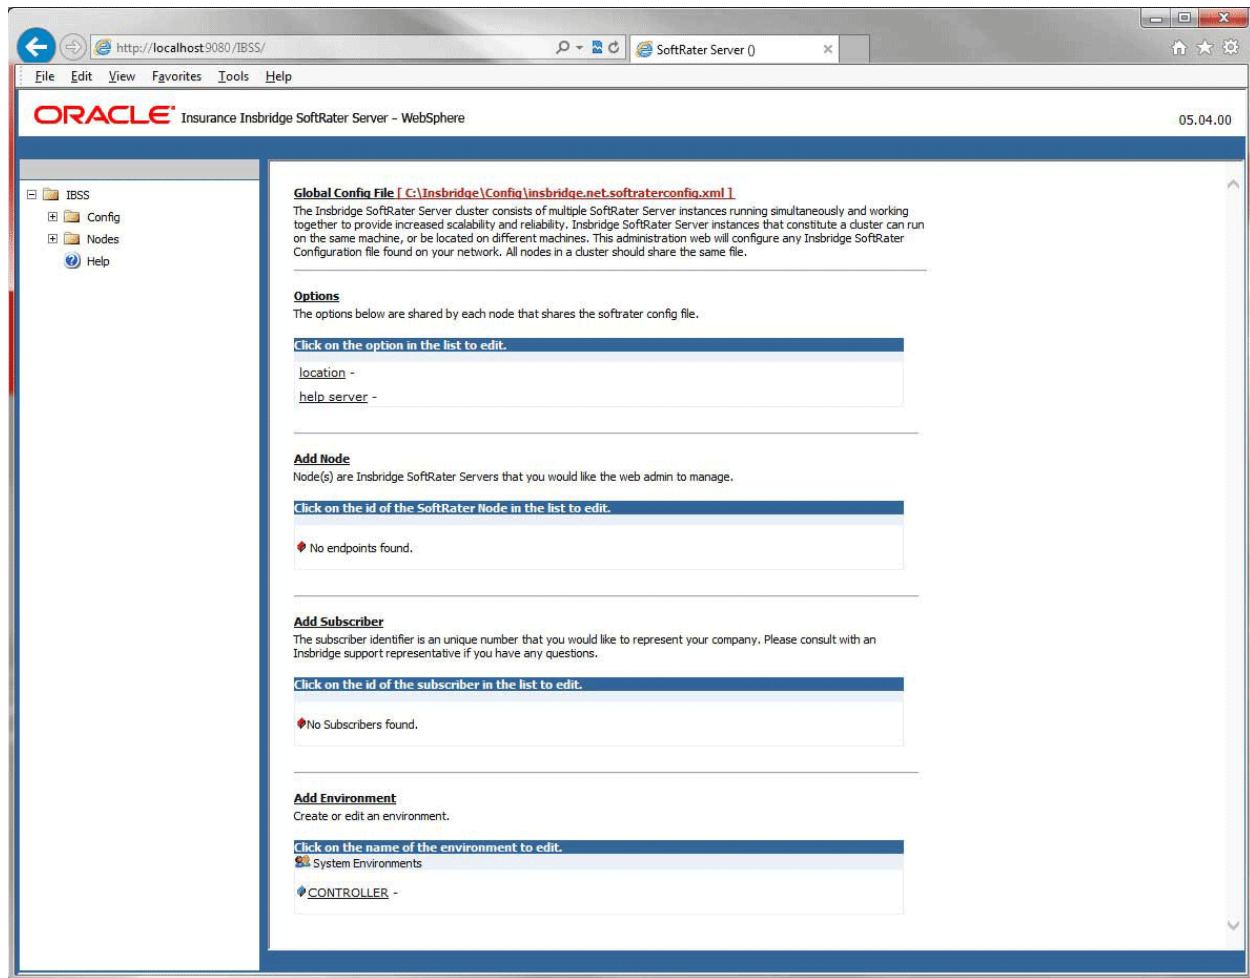 http://localhost:9080/IBSS/
SoftRater Server ()
File Edit View Favorites Tools Help
ORACLE Insurance Insbridge SoftRater Server - WebSphere
05.04.00
IBSS
Config
Nodes
Help
Global Config File [ C:\Insbridge\Config\insbridge.net.softraterconfig.xml ]
The Insbridge SoftRater Server cluster consists of multiple SoftRater Server instances running simultaneously and working
together to provide increased scalability and reliability. Insbridge SoftRater Server instances that constitute a cluster can run
on the same machine, or be located on different machines. This administration web will configure any Insbridge SoftRater
Configuration file found on your network. All nodes in a cluster should share the same file.
Options
The options below are shared by each node that shares the softrater config file.
Click on the option in the list to edit.
location -
help server -
Add Node
Node(s) are Insbridge SoftRater Servers that you would like the web admin to manage.
Click on the id of the SoftRater Node in the list to edit.
No endpoints found.
Add Subscriber
The subscriber identifier is an unique number that you would like to represent your company. Please consult with an
Insbridge support representative if you have any questions.
Click on the id of the subscriber in the list to edit.
No Subscribers found.
Add Environment
Create or edit an environment.
Click on the name of the environment to edit.
System Environments
CONTROLLER -